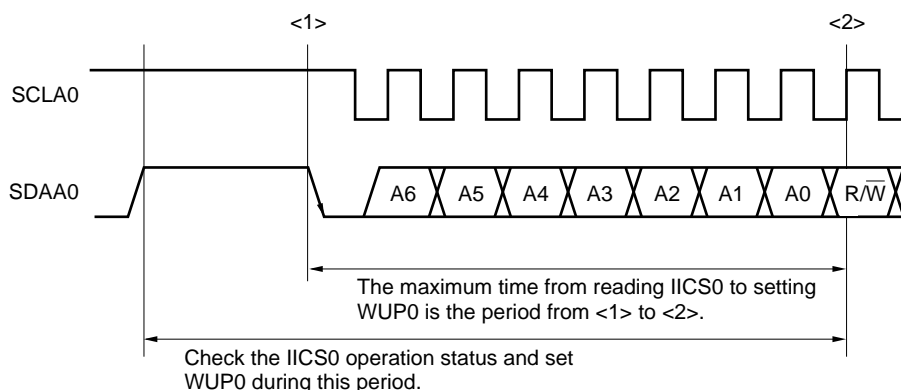 <1> <2>
SCLA0
SDAA0 A6 A5 A4 A3 A2 A1 A0 R/W̅
The maximum time from reading IICS0 to setting
WUP0 is the period from <1> to <2>.
Check the IICS0 operation status and set
WUP0 during this period.